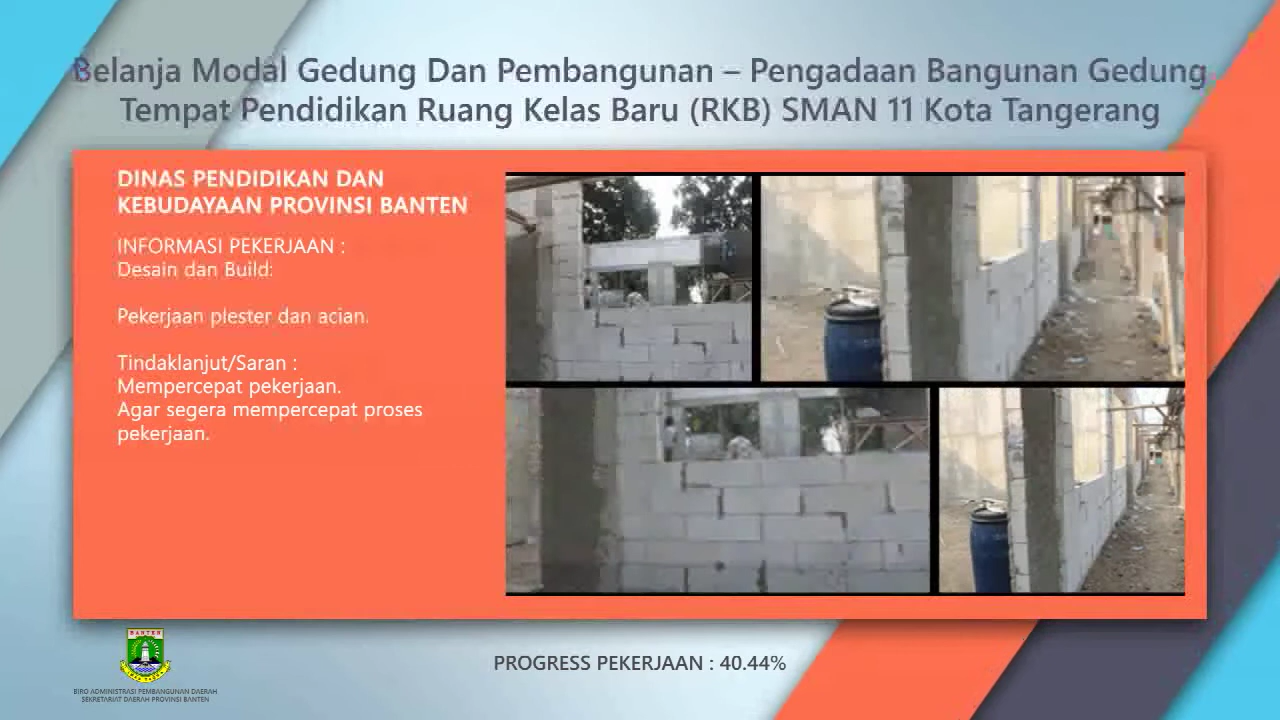 Belanja Modal Gedung Dan Pembangunan – Pengadaan Bangunan Gedung
Tempat Pendidikan Ruang Kelas Baru (RKB) SMAN 11 Kota Tangerang
DINAS PENDIDIKAN DAN
KEBUDAYAAN PROVINSI BANTEN
INFORMASI PEKERJAAN :
Desain dan Build:
Pekerjaan plester dan acian.
Tindaklanjut/Saran :
Mempercepat pekerjaan.
Agar segera mempercepat proses
pekerjaan.
BANTEN
BIRO ADMINISTRASI PEMBANGUNAN DAERAH
SEKRETARIAT DAERAH PROVINSI BANTEN
PROGRESS PEKERJAAN : 40.44%